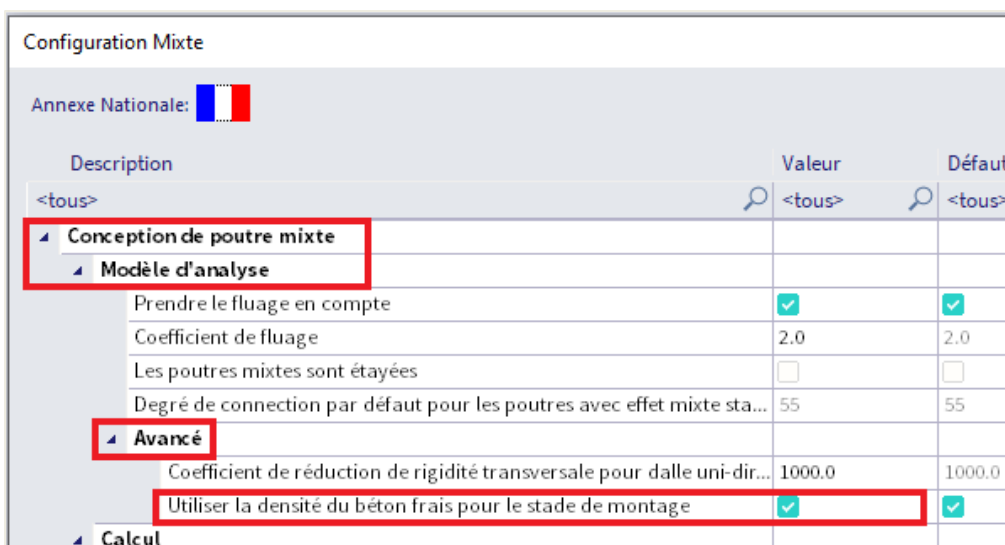 Configuration Mixte
Annexe Nationale:
Description Valeur Défaut
<tous> <tous> <tous>
Conception de poutre mixte
Modèle d'analyse
Prendre le fluage en compte
Coefficient de fluage 2.0 2.0
Les poutres mixtes sont étayées
Degré de connection par défaut pour les poutres avec effet mixte sta... 55 55
Avancé
Coefficient de réduction de rigidité transversale pour dalle uni-dir... 1000.0 1000.0
Utiliser la densité du béton frais pour le stade de montage
Calcul